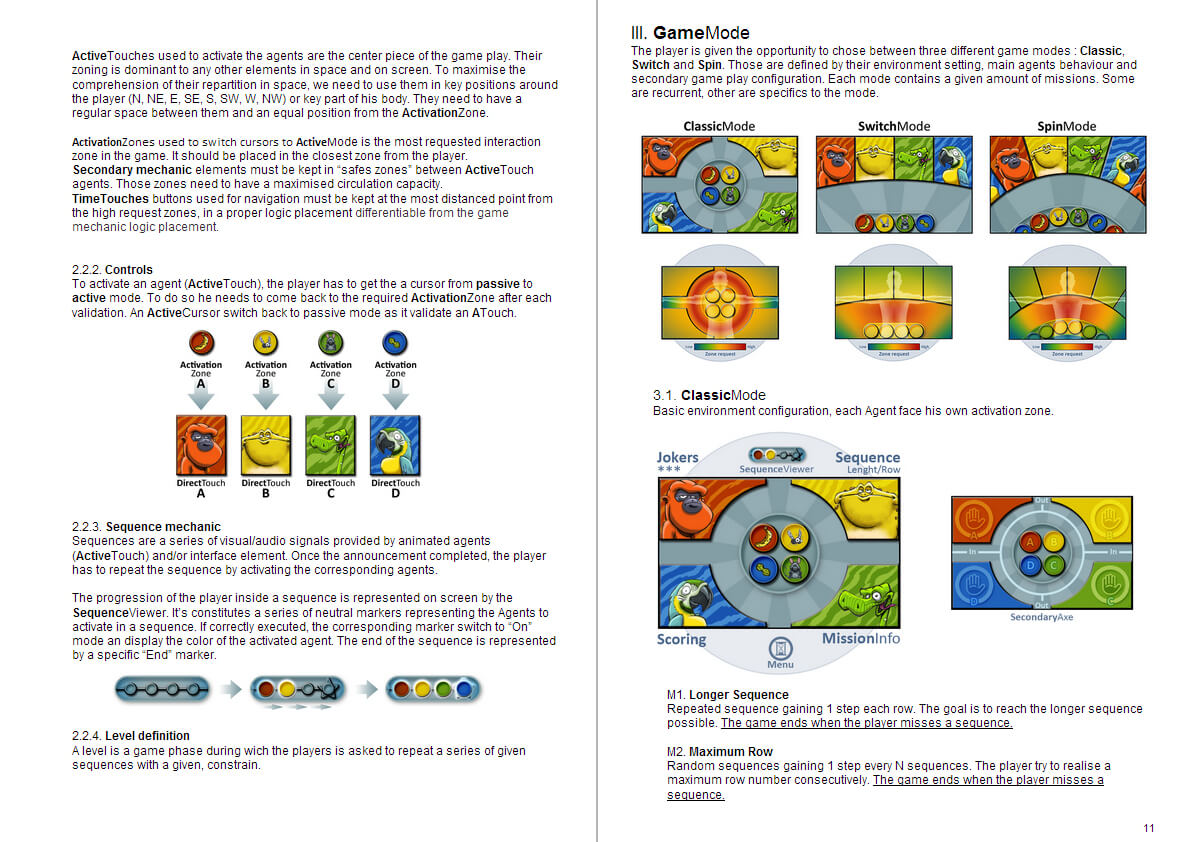 ActiveTouches used to activate the agents are the center piece of the game play. Their
zoning is dominant to any other elements in space and on screen. To maximise the
comprehension of their repartition in space, we need to use them in key positions around
the player (N, NE, E, SE, S, SW, W, NW) or key part of his body. They need to have a
regular space between them and an equal position from the ActivationZone.
ActivationZones used to switch cursors to ActiveMode is the most requested interaction
zone in the game. It should be placed in the closest zone from the player.
Secondary mechanic elements must be kept in “safes zones” between ActiveTouch
agents. Those zones need to have a maximised circulation capacity.
TimeTouches buttons used for navigation must be kept at the most distanced point from
the high request zones, in a proper logic placement differentiable from the game
mechanic logic placement.
2.2.2. Controls
To activate an agent (ActiveTouch), the player has to get the a cursor from passive to
active mode. To do so he needs to come back to the required ActivationZone after each
validation. An ActiveCursor switch back to passive mode as it validate an ATouch.
Activation Activation Activation Activation
Zone Zone Zone Zone
A B C D
DirectTouch DirectTouch DirectTouch DirectTouch
A B C D
2.2.3. Sequence mechanic
Sequences are a series of visual/audio signals provided by animated agents
(ActiveTouch) and/or interface element. Once the announcement completed, the player
has to repeat the sequence by activating the corresponding agents.
The progression of the player inside a sequence is represented on screen by the
SequenceViewer. It’s constitutes a series of neutral markers representing the Agents to
activate in a sequence. If correctly executed, the corresponding marker switch to “On”
mode an display the color of the activated agent. The end of the sequence is represented
by a specific “End” marker.
2.2.4. Level definition
A level is a game phase during wich the players is asked to repeat a series of given
sequences with a given, constrain.
III. GameMode
The player is given the opportunity to chose between three different game modes : Classic,
Switch and Spin. Those are defined by their environment setting, main agents behaviour and
secondary game play configuration. Each mode contains a given amount of missions. Some
are recurrent, other are specifics to the mode.
ClassicMode SwitchMode SpinMode
Low High Low High Low High
Zone request Zone request Zone request
3.1. ClassicMode
Basic environment configuration, each Agent face his own activation zone.
Jokers Sequence
*** SequenceViewer Lenght/Row
Out
A B
A B
In In
D C
D C
Out
SecondaryAxe
Scoring MissionInfo
Menu
M1. Longer Sequence
Repeated sequence gaining 1 step each row. The goal is to reach the longer sequence
possible. The game ends when the player misses a sequence.
M2. Maximum Row
Random sequences gaining 1 step every N sequences. The player try to realise a
maximum row number consecutively. The game ends when the player misses a
sequence.
11